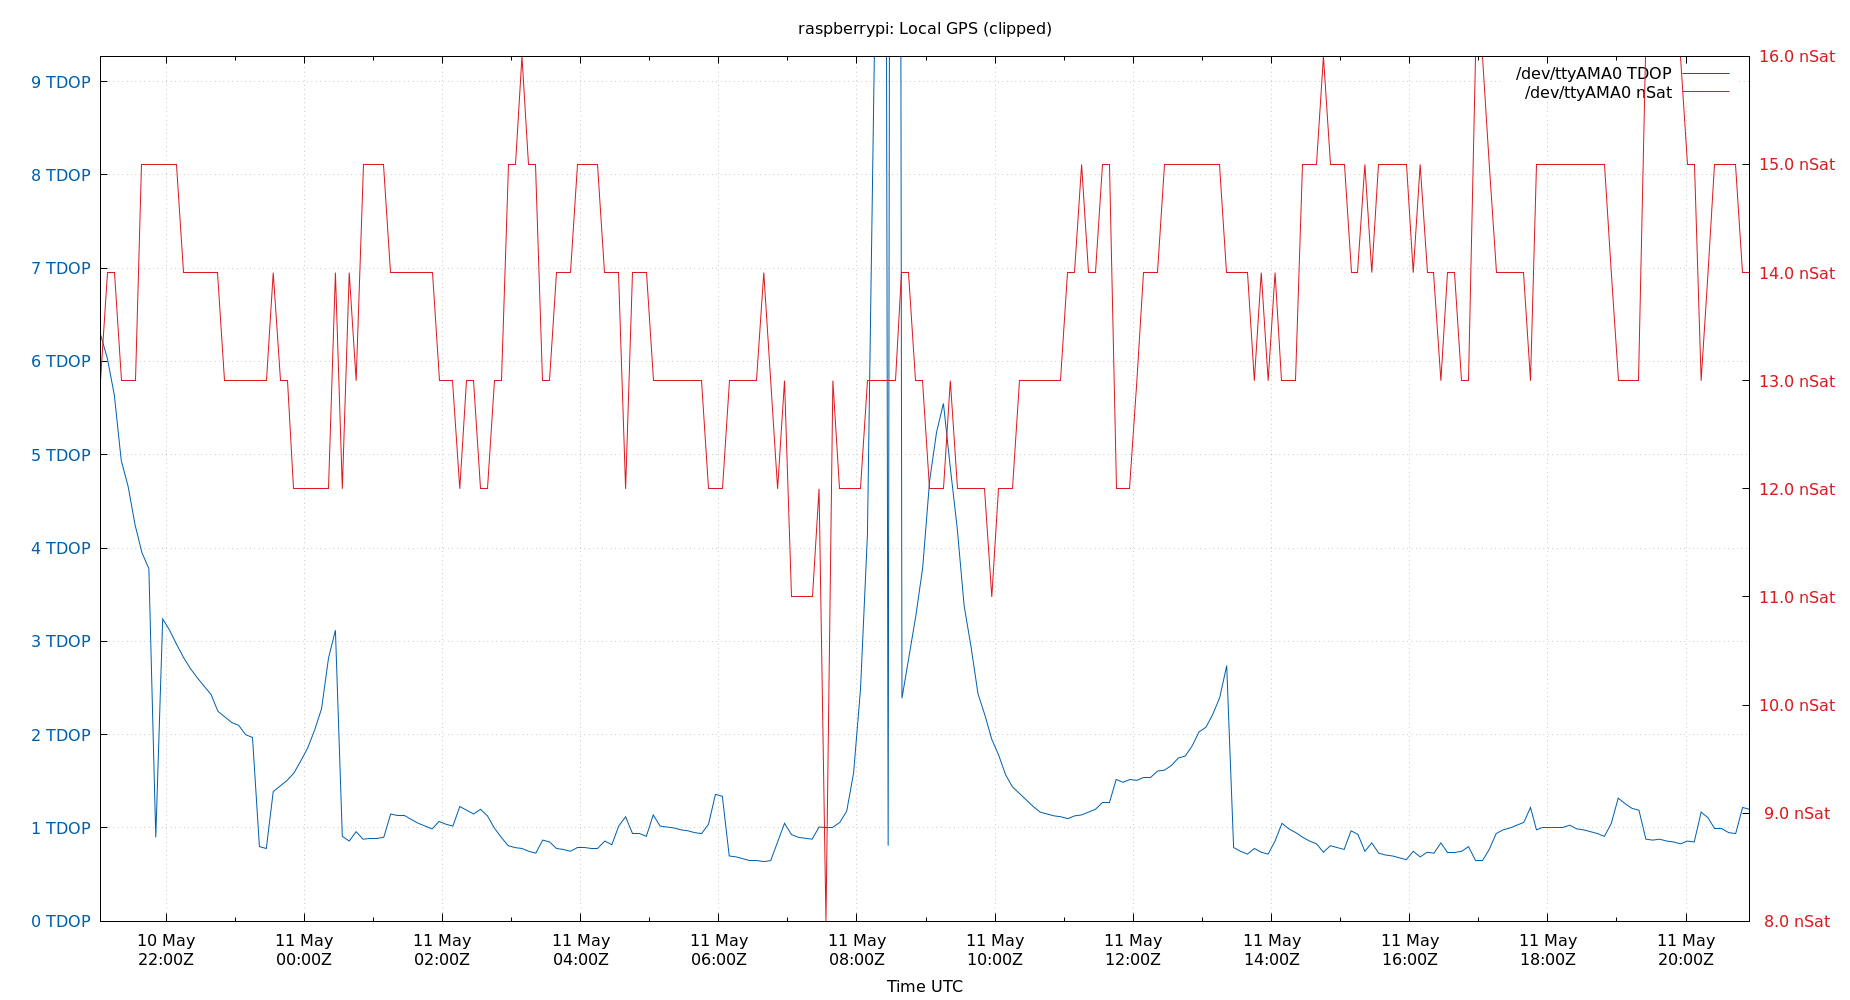 raspberrypi: Local GPS (clipped)
/dev/ttyAMA0 TDOP
/dev/ttyAMA0 nSat
9 TDOP
8 TDOP
7 TDOP
6 TDOP
5 TDOP
4 TDOP
3 TDOP
2 TDOP
1 TDOP
0 TDOP
16.0 nSat
15.0 nSat
14.0 nSat
13.0 nSat
12.0 nSat
11.0 nSat
10.0 nSat
9.0 nSat
8.0 nSat
10 May
22:00Z
11 May
00:00Z
11 May
02:00Z
11 May
04:00Z
11 May
06:00Z
11 May
08:00Z
11 May
10:00Z
11 May
12:00Z
11 May
14:00Z
11 May
16:00Z
11 May
18:00Z
11 May
20:00Z
Time UTC